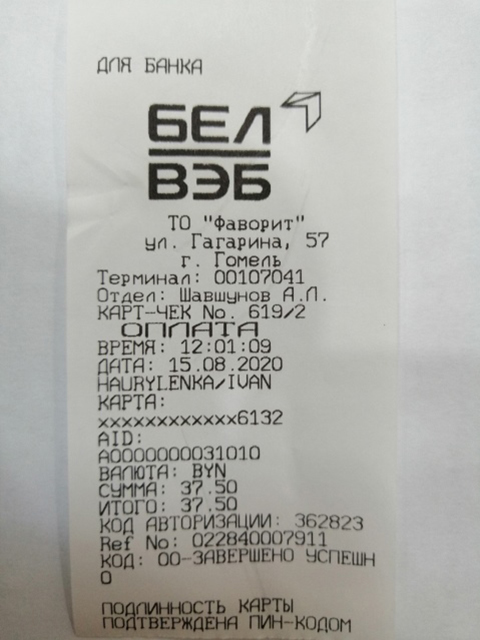 ДЛЯ БАНКА
БЕЛ
ВЭБ
ТО "Фаворит"
ул. Гагарина, 57
г. Гомель
Терминал: 00107041
Отдел: Шавшунов А.Л.
КАРТ-ЧЕК No. 619/2
ОПЛАТА
ВРЕМЯ: 12:01:09
ДАТА: 15.08.2020
HAURYLENKA/IVAN
КАРТА:
xxxxxxxxxxxx6132
AID:
A0000000031010
ВАЛЮТА: BYN
СУММА: 37.50
ИТОГО: 37.50
КОД АВТОРИЗАЦИИ: 362823
Ref No: 022840007911
КОД: 00-ЗАВЕРШЕНО УСПЕШН
О
ПОДЛИННОСТЬ КАРТЫ
ПОДТВЕРЖДЕНА ПИН-КОДОМ